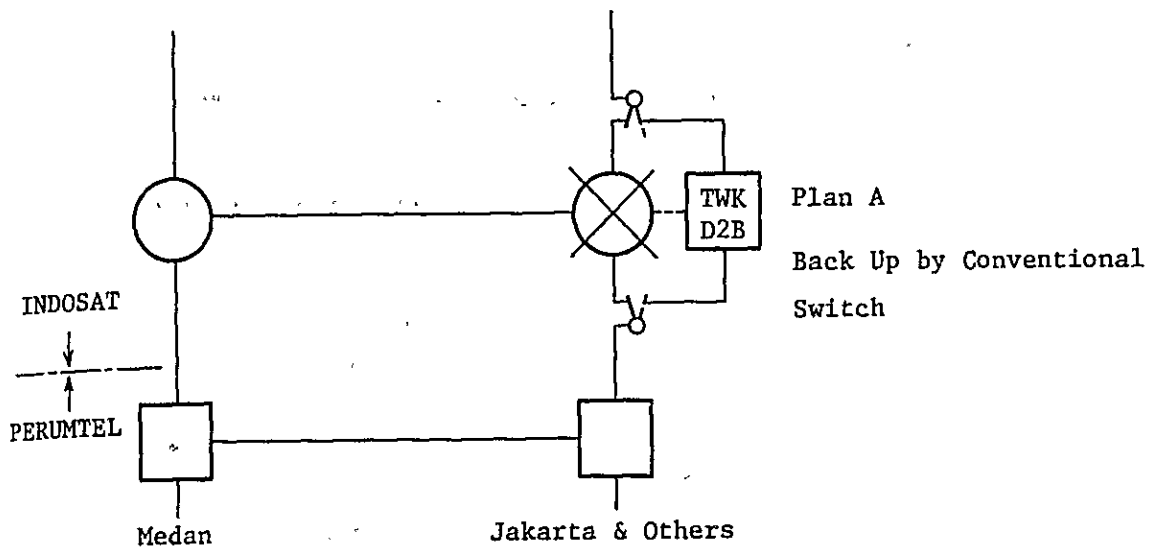 TWK
D2B
Plan A
Back Up by Conventional
Switch
INDOSAT
PERUMTEL
Medan
Jakarta & Others